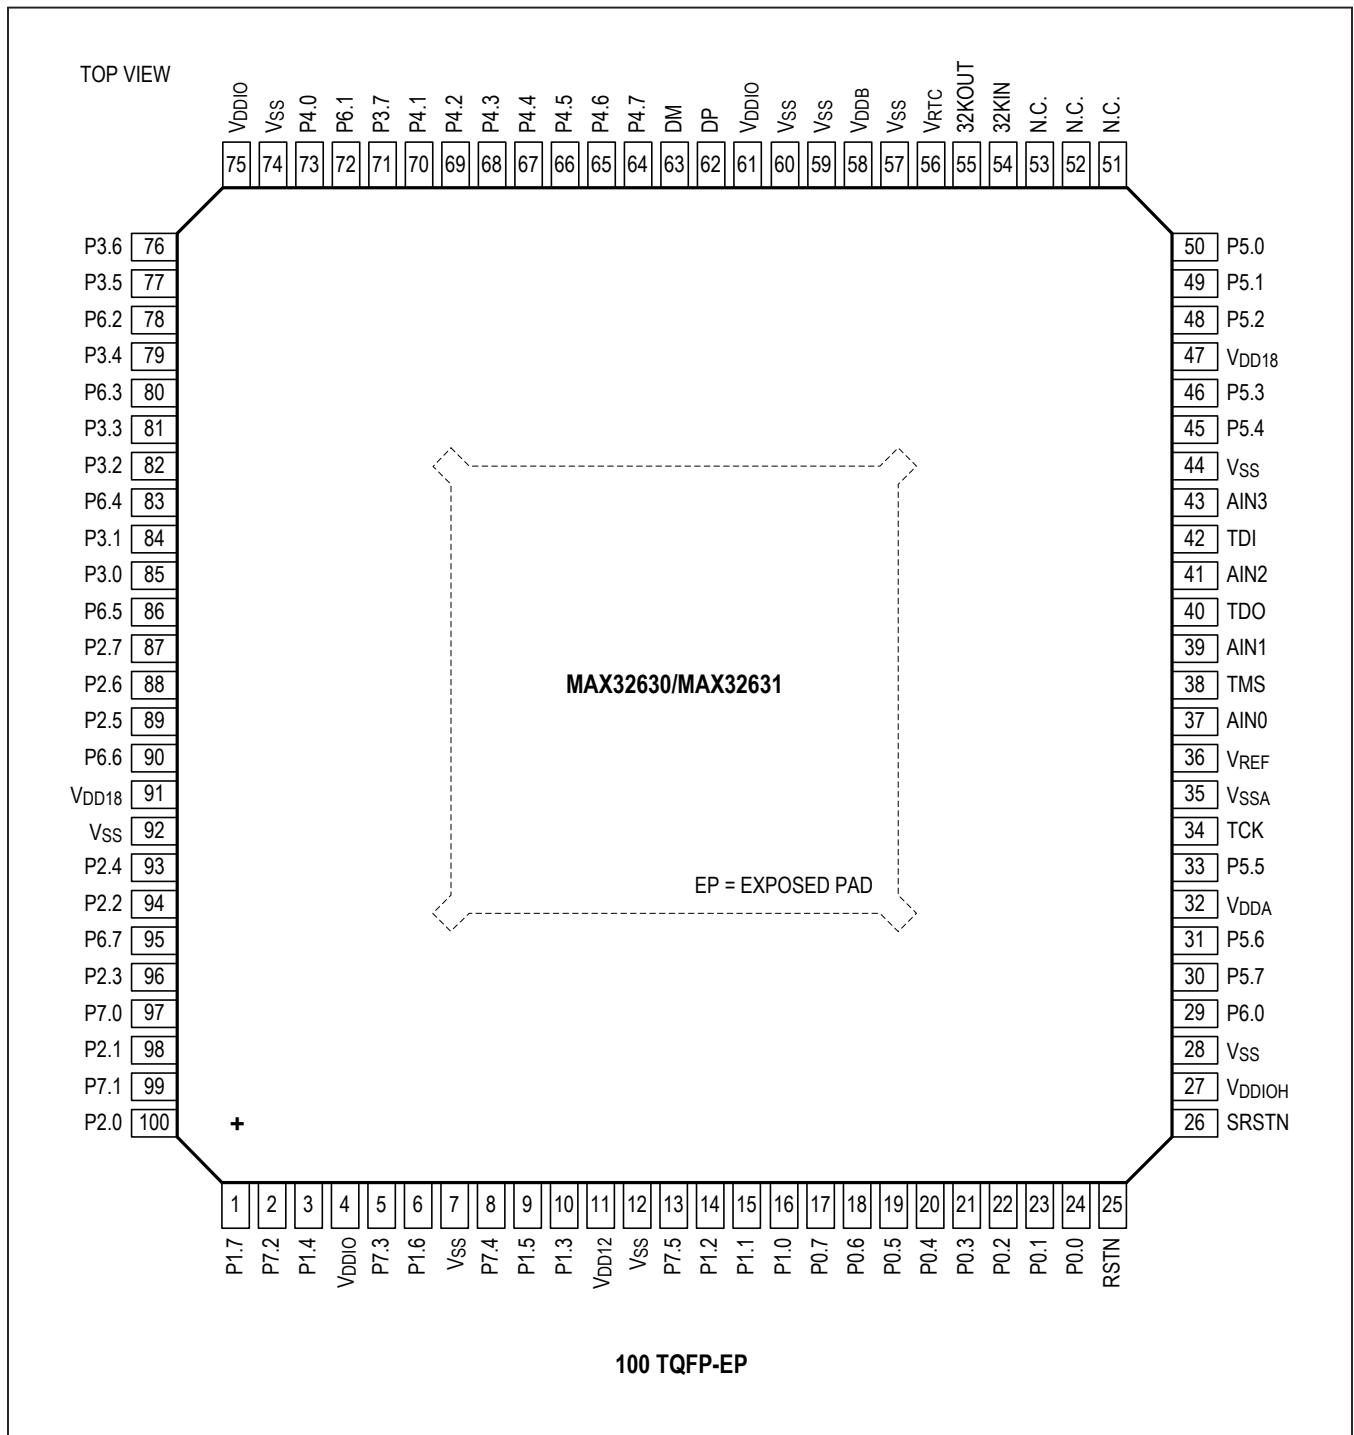 TOP VIEW
VDDIO
VSS
P4.0
P6.1
P3.7
P4.1
P4.2
P4.3
P4.4
P4.5
P4.6
P4.7
DM
DP
VDDIO
VSS
VSS
VDDB
VSS
VRTC
32KOUT
32KIN
N.C.
N.C.
N.C.
75 74 73 72 71 70 69 68 67 66 65 64 63 62 61 60 59 58 57 56 55 54 53 52 51
P3.6 76
P3.5 77
P6.2 78
P3.4 79
P6.3 80
P3.3 81
P3.2 82
P6.4 83
P3.1 84
P3.0 85
P6.5 86
P2.7 87
P2.6 88
P2.5 89
P6.6 90
VDD18 91
VSS 92
P2.4 93
P2.2 94
P6.7 95
P2.3 96
P7.0 97
P2.1 98
P7.1 99
P2.0 100
MAX32630/MAX32631
EP = EXPOSED PAD
+
50 P5.0
49 P5.1
48 P5.2
47 VDD18
46 P5.3
45 P5.4
44 VSS
43 AIN3
42 TDI
41 AIN2
40 TDO
39 AIN1
38 TMS
37 AIN0
36 VREF
35 VSSA
34 TCK
33 P5.5
32 VDDA
31 P5.6
30 P5.7
29 P6.0
28 VSS
27 VDDIOH
26 SRSTN
1 2 3 4 5 6 7 8 9 10 11 12 13 14 15 16 17 18 19 20 21 22 23 24 25
P1.7
P7.2
P1.4
VDDIO
P7.3
P1.6
VSS
P7.4
P1.5
P1.3
VDD12
VSS
P7.5
P1.2
P1.1
P1.0
P0.7
P0.6
P0.5
P0.4
P0.3
P0.2
P0.1
P0.0
RSTN
100 TQFP-EP